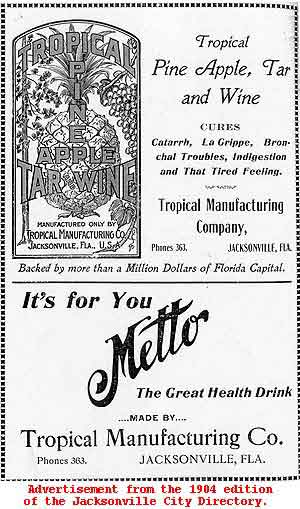 TROPICAL
PINE
APPLE
TAR WINE
MANUFACTURED ONLY BY
TROPICAL MANUFACTURING CO.
JACKSONVILLE, FLA., U.S.A.
Tropical
Pine Apple, Tar
and Wine
CURES
Catarrh, La Grippe, Bron-
chal Troubles, Indigestion
and That Tired Feeling.
Tropical Manufacturing
Company,
Phones 363. JACKSONVILLE, FLA.
Backed by more than a Million Dollars of Florida Capital.
It's for You
Metto
The Great Health Drink
....MADE BY....
Tropical Manufacturing Co.
Phones 363. JACKSONVILLE, FLA.
Advertisement from the 1904 edition
of the Jacksonville City Directory.